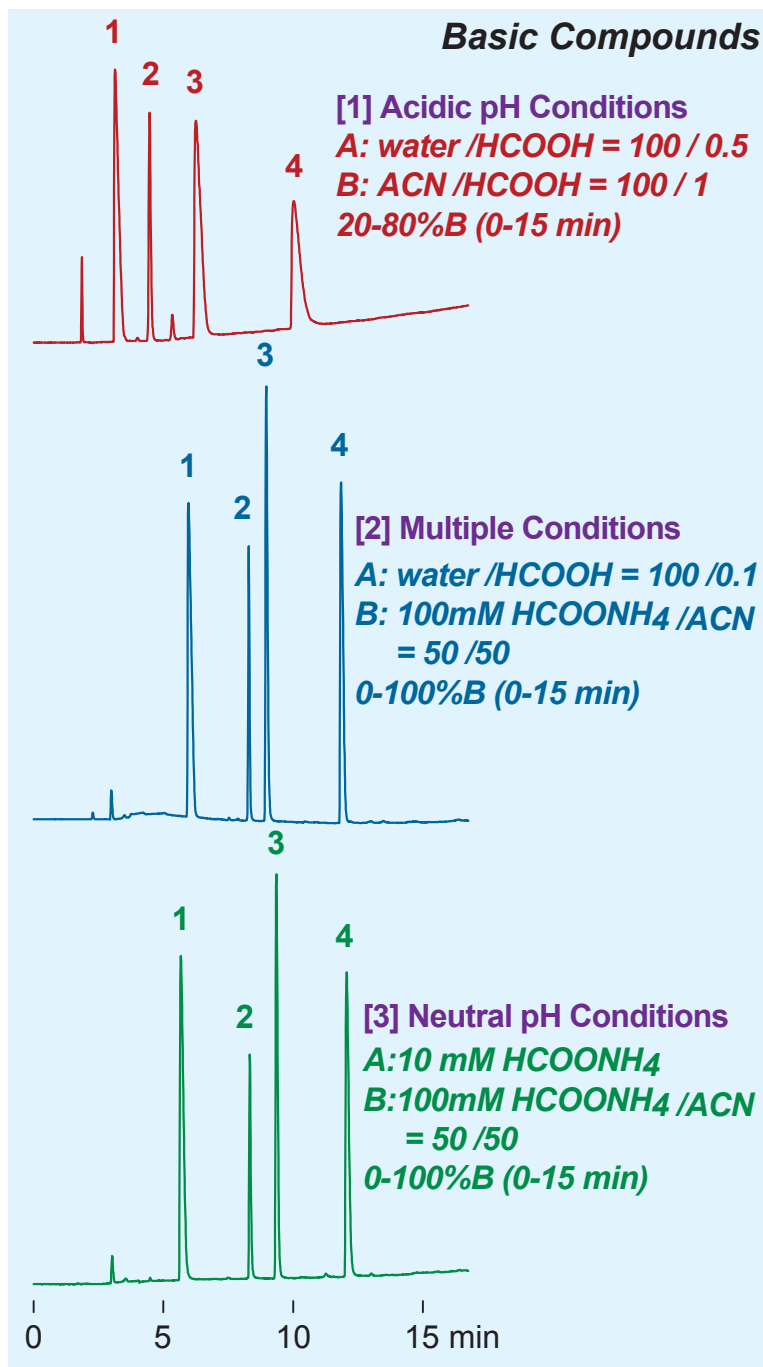 Basic Compounds
1
2
3
4
[1] Acidic pH Conditions
A: water /HCOOH = 100 / 0.5
B: ACN /HCOOH = 100 / 1
20-80%B (0-15 min)
3
1
2
4
[2] Multiple Conditions
A: water /HCOOH = 100 /0.1
B: 100mM HCOONH4 /ACN
= 50 /50
0-100%B (0-15 min)
3
1
2
4
[3] Neutral pH Conditions
A:10 mM HCOONH4
B:100mM HCOONH4 /ACN
= 50 /50
0-100%B (0-15 min)
0 5 10 15 min